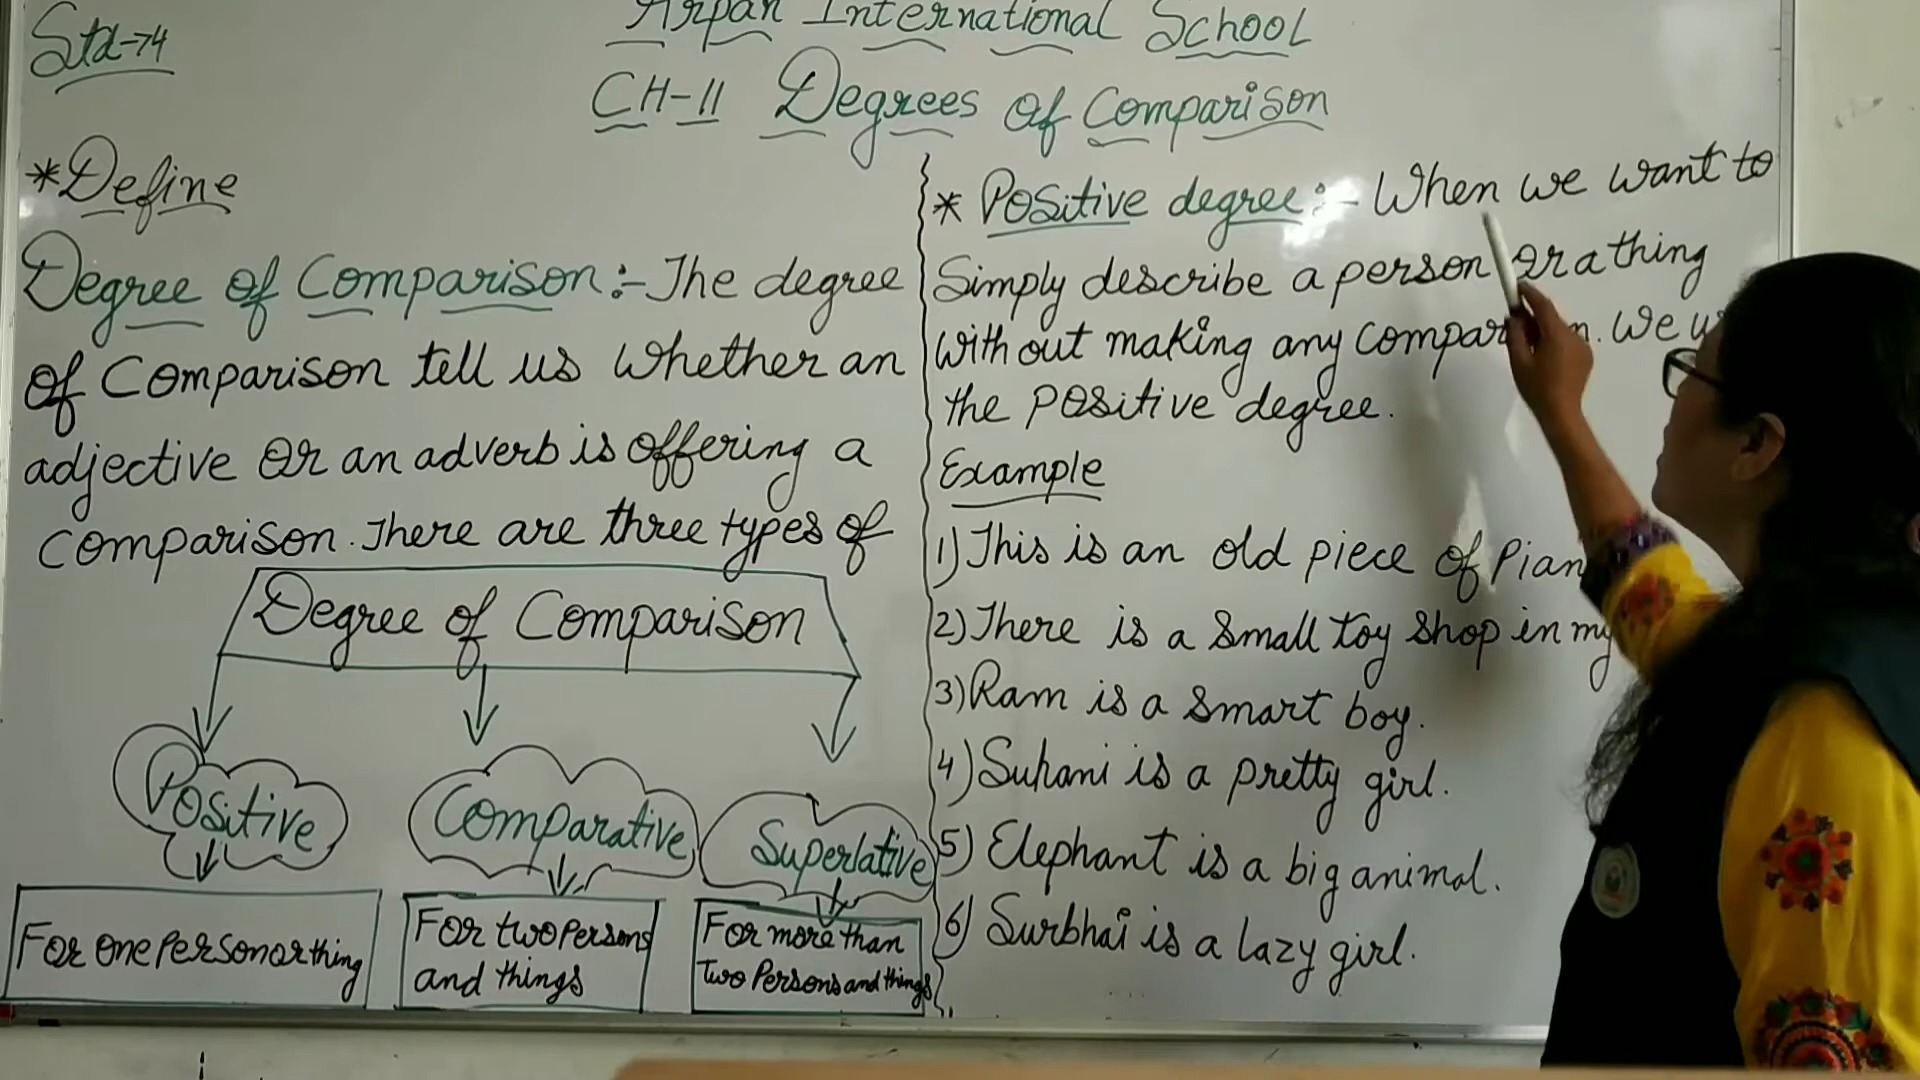 Std→4
Arpan International School
CH-11 Degrees of Comparison
*Define
Degree of Comparison:- The degree
of Comparison tell us whether an
adjective or an adverb is offering a
Comparison. There are three types of
Degree of Comparison
Positive
Comparative
Superlative
For one Person or thing
For two Persons
and things
For more than
two Persons and things
* Positive degree:- When we want to
Simply describe a person or a thing
without making any We
the Positive degree.
Example
1) This is an old piece of
2) There is a small toy shop in my
3) Ram is a smart boy.
4) Suhani is a pretty girl.
5) Elephant is a big animal.
6) Surbhai is a lazy girl.